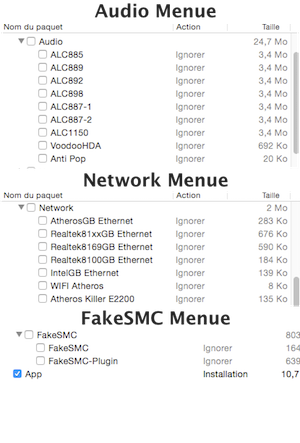 Audio Menue
Nom du paquet Action Taille
Audio 24,7 Mo
ALC885 Ignorer 3,4 Mo
ALC889 Ignorer 3,4 Mo
ALC892 Ignorer 3,4 Mo
ALC898 Ignorer 3,4 Mo
ALC887-1 Ignorer 3,4 Mo
ALC887-2 Ignorer 3,4 Mo
ALC1150 Ignorer 3,4 Mo
VoodooHDA Ignorer 692 Ko
Anti Pop Ignorer 20 Ko
Network Menue
Nom du paquet Action Taille
Network 2 Mo
AtherosGB Ethernet Ignorer 283 Ko
Realtek81xxGB Ethernet Ignorer 676 Ko
Realtek8169GB Ethernet Ignorer 590 Ko
Realtek8100GB Ethernet Ignorer 184 Ko
IntelGB Ethernet Ignorer 139 Ko
WIFI Atheros Ignorer 8 Ko
Atheros Killer E2200 Ignorer 135 Ko
FakeSMC Menue
FakeSMC 803
FakeSMC Ignorer 164
FakeSMC-Plugin Ignorer 639
App Installation 10,7